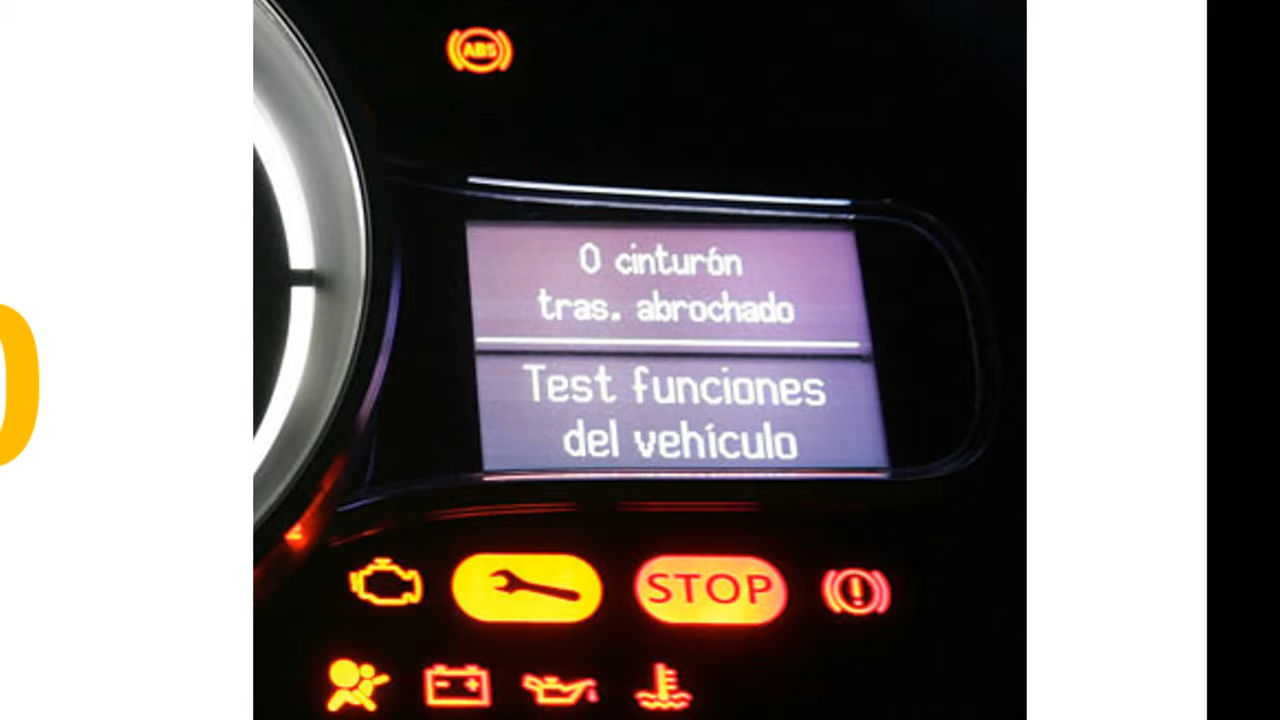 ABS
0 cinturón
tras. abrochado
Test funciones
del vehículo
STOP